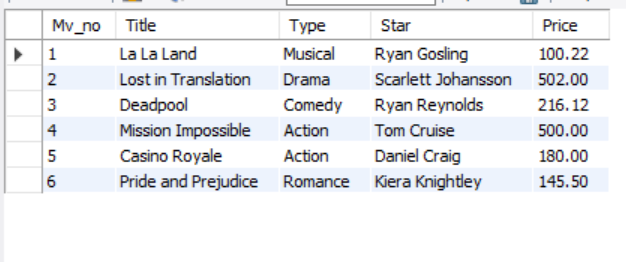 Mv_no Title Type Star Price
1 La La Land Musical Ryan Gosling 100.22
2 Lost in Translation Drama Scarlett Johansson 502.00
3 Deadpool Comedy Ryan Reynolds 216.12
4 Mission Impossible Action Tom Cruise 500.00
5 Casino Royale Action Daniel Craig 180.00
6 Pride and Prejudice Romance Kiera Knightley 145.50